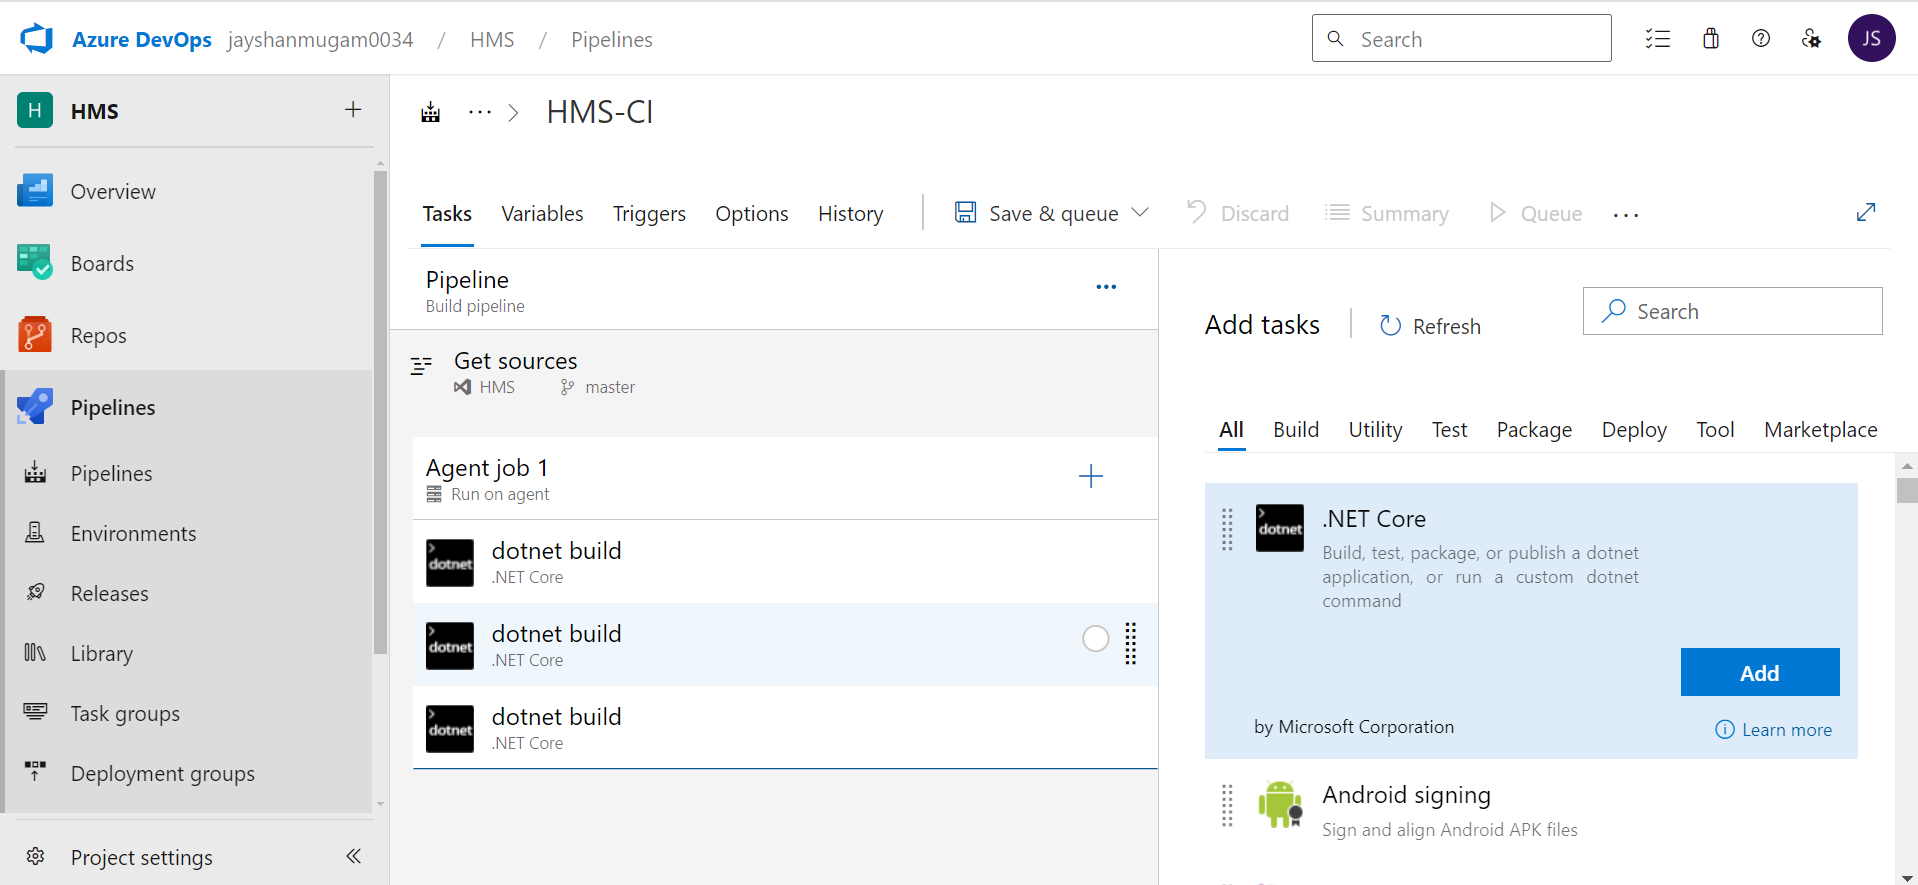 Azure DevOps jayshanmugam0034 / HMS / Pipelines
Search
JS
H HMS
Overview
Boards
Repos
Pipelines
Pipelines
Environments
Releases
Library
Task groups
Deployment groups
Project settings
HMS-CI
Tasks Variables Triggers Options History
Save & queue Discard Summary Queue
Pipeline
Build pipeline
Get sources
HMS master
Agent job 1
Run on agent
dotnet
dotnet build
.NET Core
dotnet
dotnet build
.NET Core
dotnet
dotnet build
.NET Core
Add tasks Refresh
Search
All Build Utility Test Package Deploy Tool Marketplace
dotnet
.NET Core
Build, test, package, or publish a dotnet
application, or run a custom dotnet
command
Add
by Microsoft Corporation
Learn more
Android signing
Sign and align Android APK files